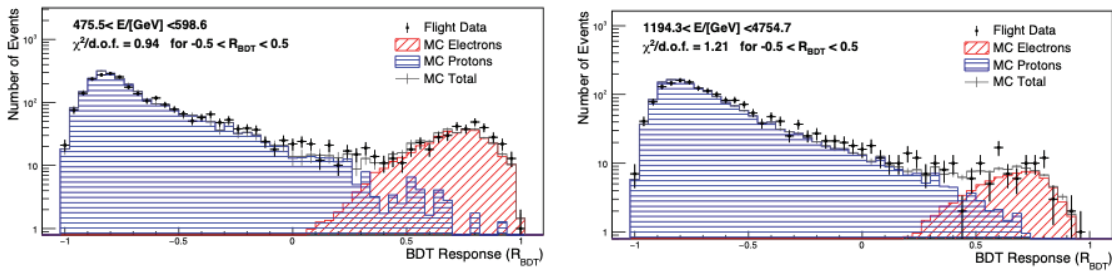 475.5< E/[GeV] <598.6
χ²/d.o.f. = 0.94 for -0.5 < R_BDT < 0.5
Flight Data
MC Electrons
MC Protons
MC Total
Number of Events
10³
10²
10
1
-1 -0.5 0 0.5 1
BDT Response (R_BDT)
1194.3< E/[GeV] <4754.7
χ²/d.o.f. = 1.21 for -0.5 < R_BDT < 0.5
Flight Data
MC Electrons
MC Protons
MC Total
Number of Events
10³
10²
10
1
-1 -0.5 0 0.5 1
BDT Response (R_BDT)